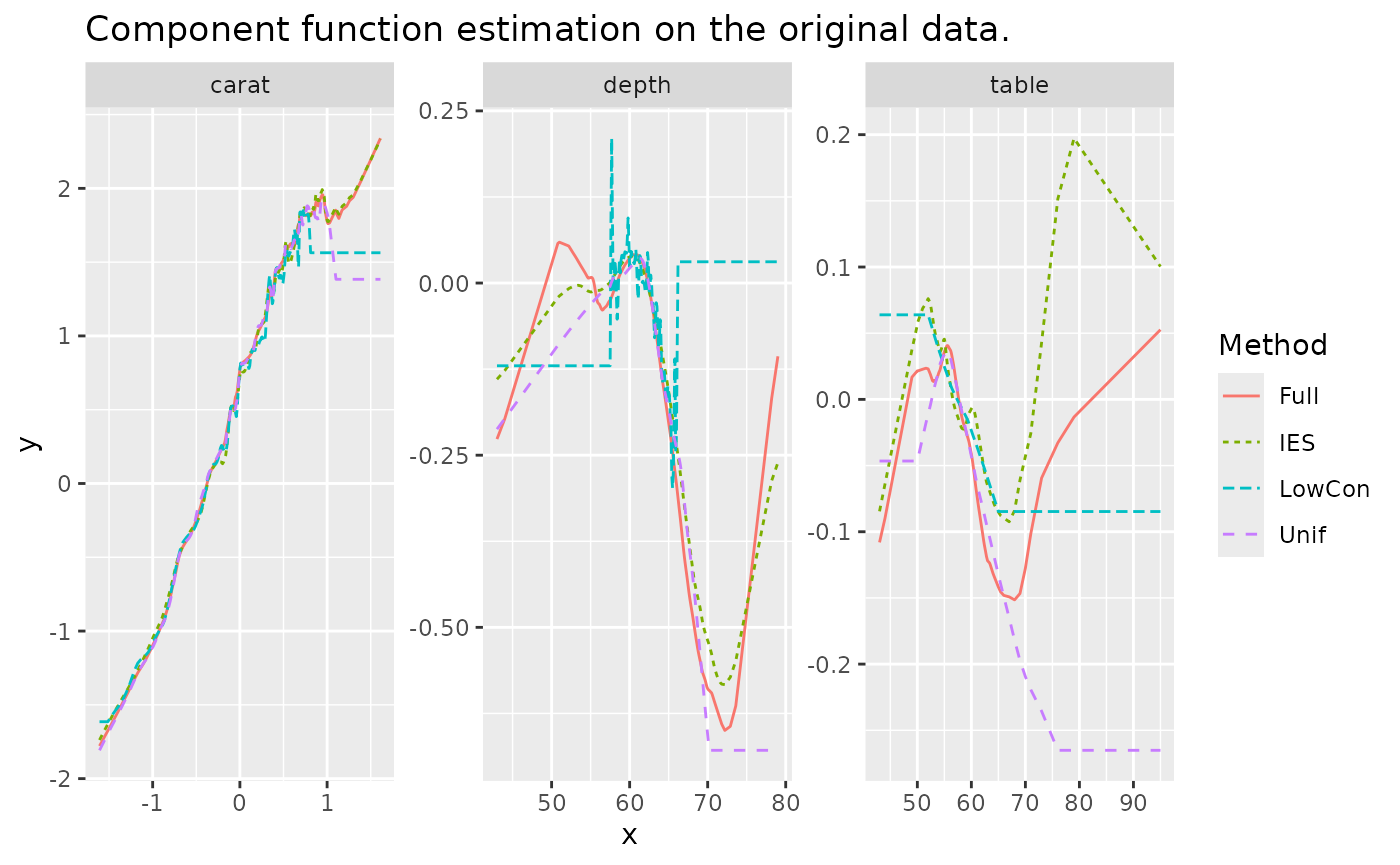 Component function estimation on the original data.
carat
depth
table
y
2
1
0
-1
-2
0.25
0.00
-0.25
-0.50
0.2
0.1
0.0
-0.1
-0.2
-1 0 1
50 60 70 80
50 60 70 80 90
x
Method
Full
IES
LowCon
Unif